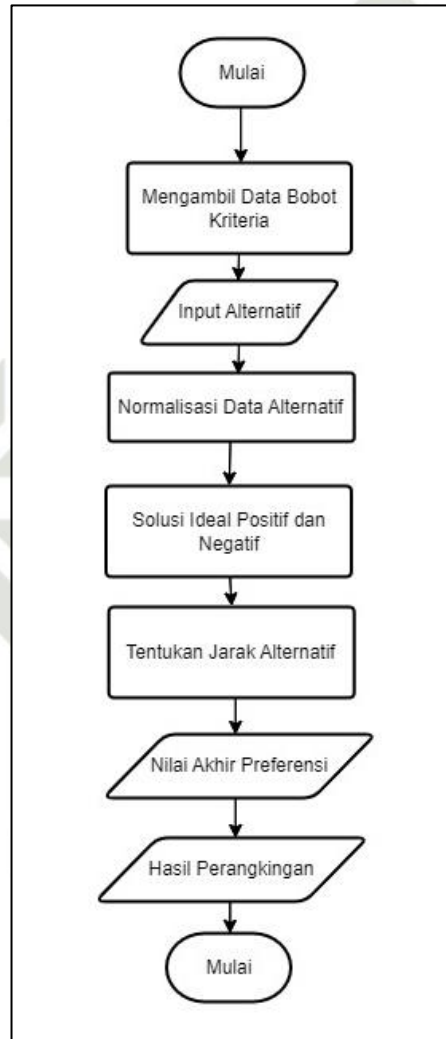 Mulai
Mengambil Data Bobot
Kriteria
Input Alternatif
Normalisasi Data Alternatif
Solusi Ideal Positif dan
Negatif
Tentukan Jarak Alternatif
Nilai Akhir Preferensi
Hasil Perangkingan
Mulai